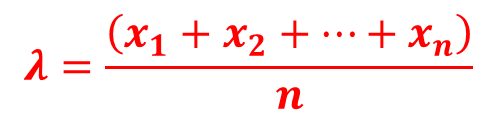 λ = (x₁ + x₂ + ⋯ + xₙ) / n